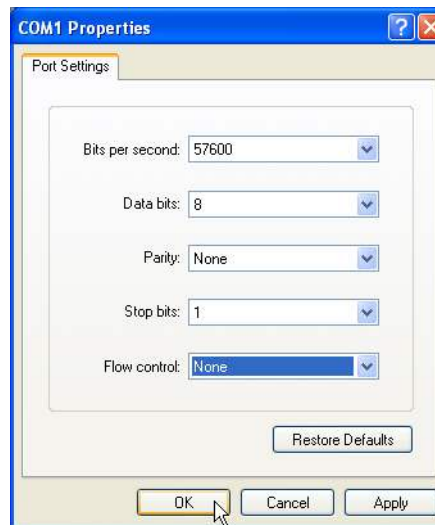 COM1 Properties
Port Settings
Bits per second: 57600
Data bits: 8
Parity: None
Stop bits: 1
Flow control: None
Restore Defaults
OK Cancel Apply